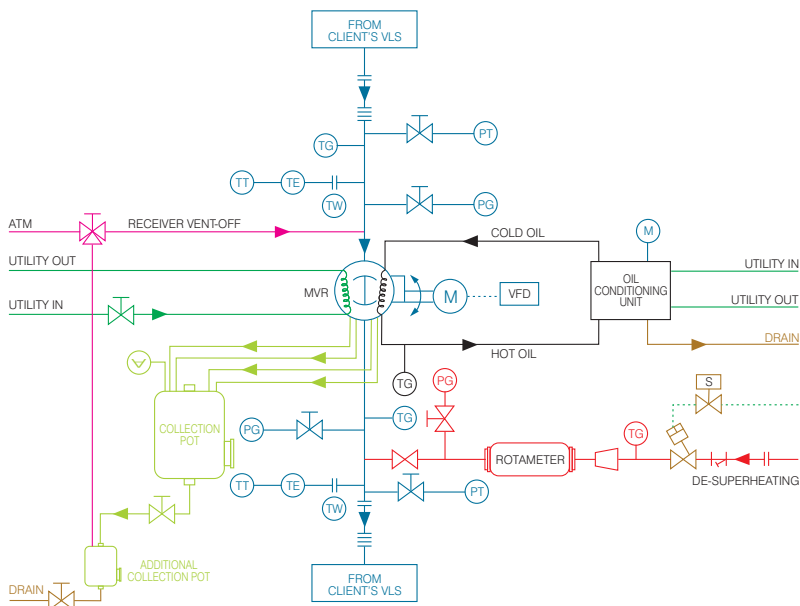 FROM
CLIENT'S VLS
PT
TG
TT
TE
TW
PG
ATM
RECEIVER VENT-OFF
COLD OIL
M
UTILITY OUT
UTILITY IN
MVR
M
VFD
OIL
CONDITIONING
UNIT
UTILITY IN
UTILITY OUT
DRAIN
HOT OIL
TG
PG
S
COLLECTION
POT
PG
TG
TG
ROTAMETER
DE-SUPERHEATING
TT
TE
TW
PT
ADDITIONAL
COLLECTION POT
DRAIN
FROM
CLIENT'S VLS